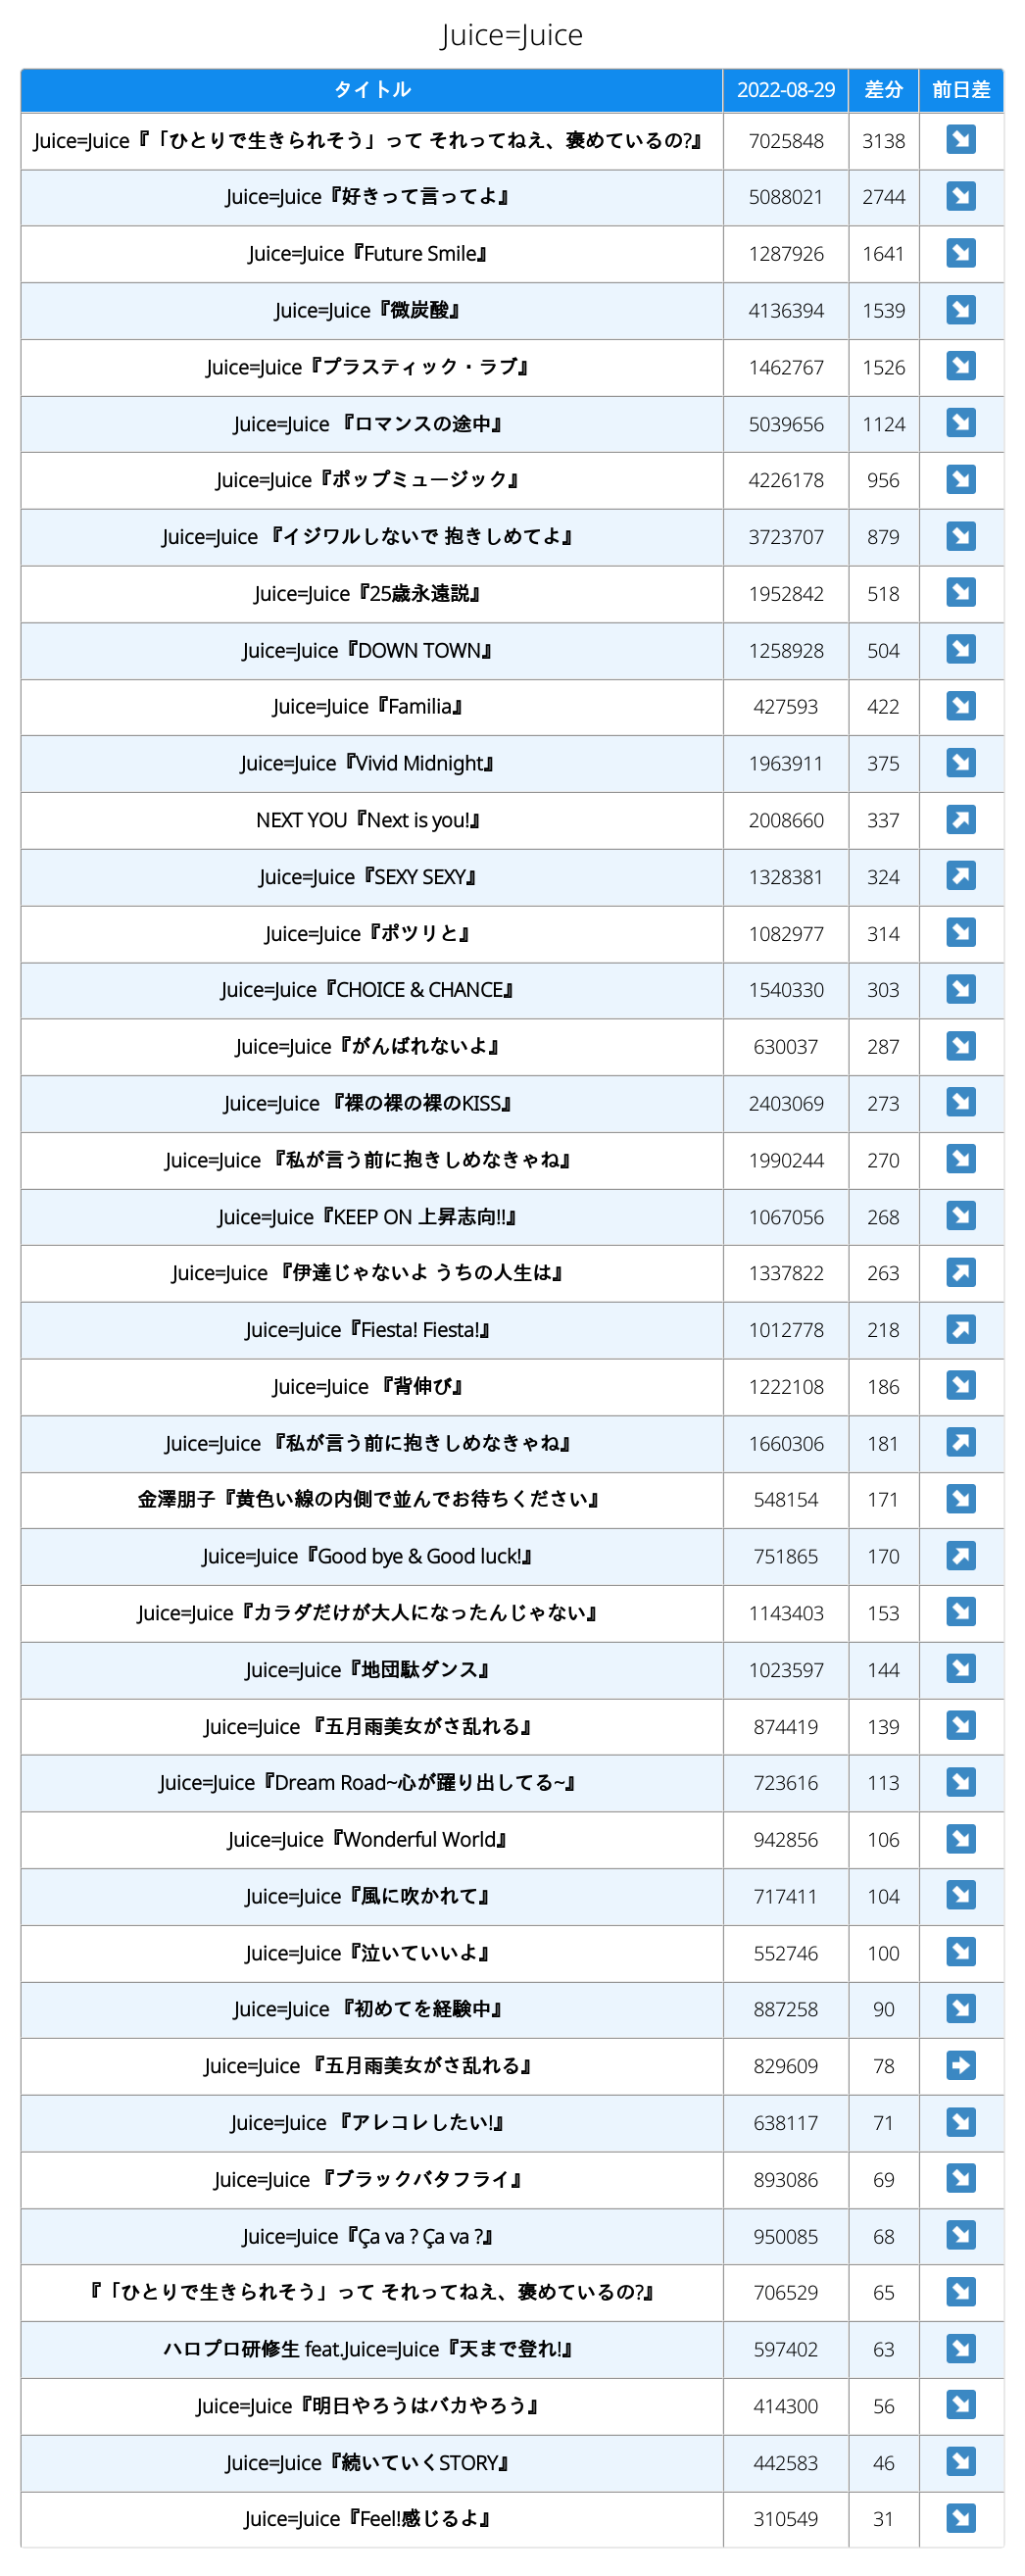 Juice=Juice
タイトル 2022-08-29 差分 前日差
Juice=Juice『「ひとりで生きられそう」って それってねえ、褒めているの?』 7025848 3138 ↘
Juice=Juice『好きって言ってよ』 5088021 2744 ↘
Juice=Juice『Future Smile』 1287926 1641 ↘
Juice=Juice『微炭酸』 4136394 1539 ↘
Juice=Juice『プラスティック・ラブ』 1462767 1526 ↘
Juice=Juice 『ロマンスの途中』 5039656 1124 ↘
Juice=Juice『ポップミュージック』 4226178 956 ↘
Juice=Juice 『イジワルしないで 抱きしめてよ』 3723707 879 ↘
Juice=Juice『25歳永遠説』 1952842 518 ↘
Juice=Juice『DOWN TOWN』 1258928 504 ↘
Juice=Juice『Familia』 427593 422 ↘
Juice=Juice『Vivid Midnight』 1963911 375 ↘
NEXT YOU『Next is you!』 2008660 337 ↗
Juice=Juice『SEXY SEXY』 1328381 324 ↗
Juice=Juice『ポツリと』 1082977 314 ↘
Juice=Juice『CHOICE & CHANCE』 1540330 303 ↘
Juice=Juice『がんばれないよ』 630037 287 ↘
Juice=Juice 『裸の裸の裸のKISS』 2403069 273 ↘
Juice=Juice 『私が言う前に抱きしめなきゃね』 1990244 270 ↘
Juice=Juice『KEEP ON 上昇志向!!』 1067056 268 ↘
Juice=Juice 『伊達じゃないよ うちの人生は』 1337822 263 ↗
Juice=Juice『Fiesta! Fiesta!』 1012778 218 ↗
Juice=Juice 『背伸び』 1222108 186 ↘
Juice=Juice 『私が言う前に抱きしめなきゃね』 1660306 181 ↗
金澤朋子『黄色い線の内側で並んでお待ちください』 548154 171 ↘
Juice=Juice『Good bye & Good luck!』 751865 170 ↗
Juice=Juice『カラダだけが大人になったんじゃない』 1143403 153 ↘
Juice=Juice『地団駄ダンス』 1023597 144 ↘
Juice=Juice 『五月雨美女がさ乱れる』 874419 139 ↘
Juice=Juice『Dream Road~心が躍り出してる~』 723616 113 ↘
Juice=Juice『Wonderful World』 942856 106 ↘
Juice=Juice『風に吹かれて』 717411 104 ↘
Juice=Juice『泣いていいよ』 552746 100 ↘
Juice=Juice 『初めてを経験中』 887258 90 ↘
Juice=Juice 『五月雨美女がさ乱れる』 829609 78 ➡
Juice=Juice 『アレコレしたい!』 638117 71 ↘
Juice=Juice 『ブラックバタフライ』 893086 69 ↘
Juice=Juice『Ça va ? Ça va ?』 950085 68 ↘
『「ひとりで生きられそう」って それってねえ、褒めているの?』 706529 65 ↘
ハロプロ研修生 feat.Juice=Juice『天まで登れ!』 597402 63 ↘
Juice=Juice『明日やろうはバカやろう』 414300 56 ↘
Juice=Juice『続いていくSTORY』 442583 46 ↘
Juice=Juice『Feel!感じるよ』 310549 31 ↘